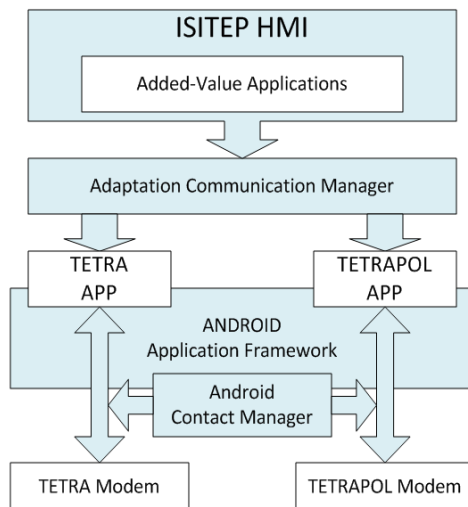 ISITEP HMI
Added-Value Applications
Adaptation Communication Manager
TETRA
APP
TETRAPOL
APP
ANDROID
Application Framework
Android
Contact Manager
TETRA Modem
TETRAPOL Modem